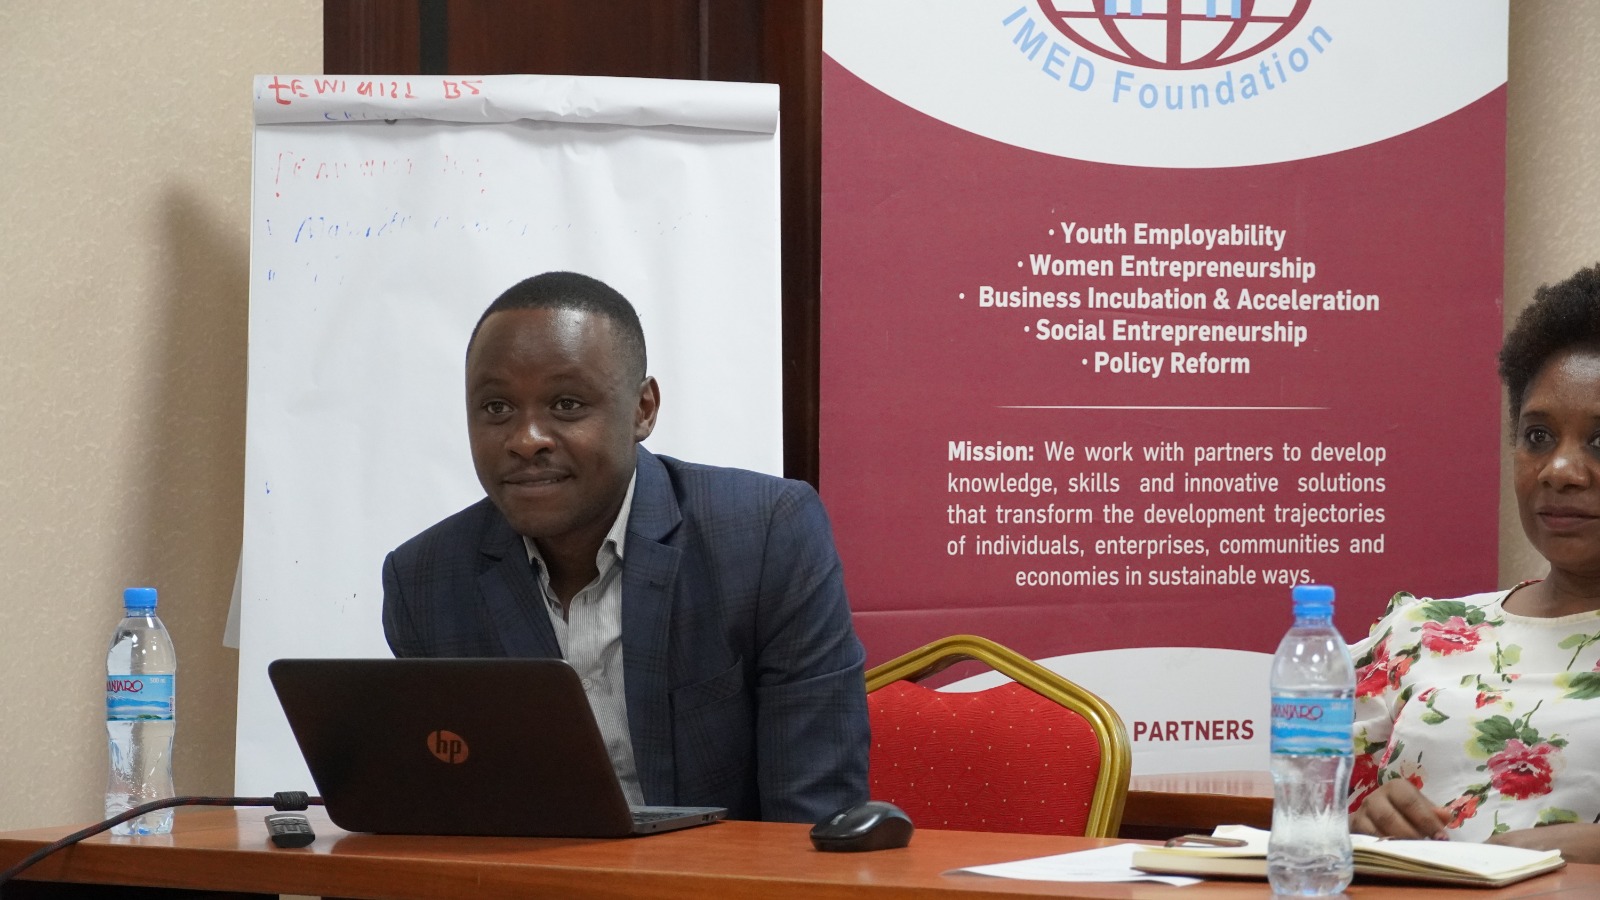 IMED Foundation
• Youth Employability
• Women Entrepreneurship
• Business Incubation & Acceleration
• Social Entrepreneurship
• Policy Reform
Mission: We work with partners to develop
knowledge, skills and innovative solutions
that transform the development trajectories
of individuals, enterprises, communities and
economies in sustainable ways.
PARTNERS
hp